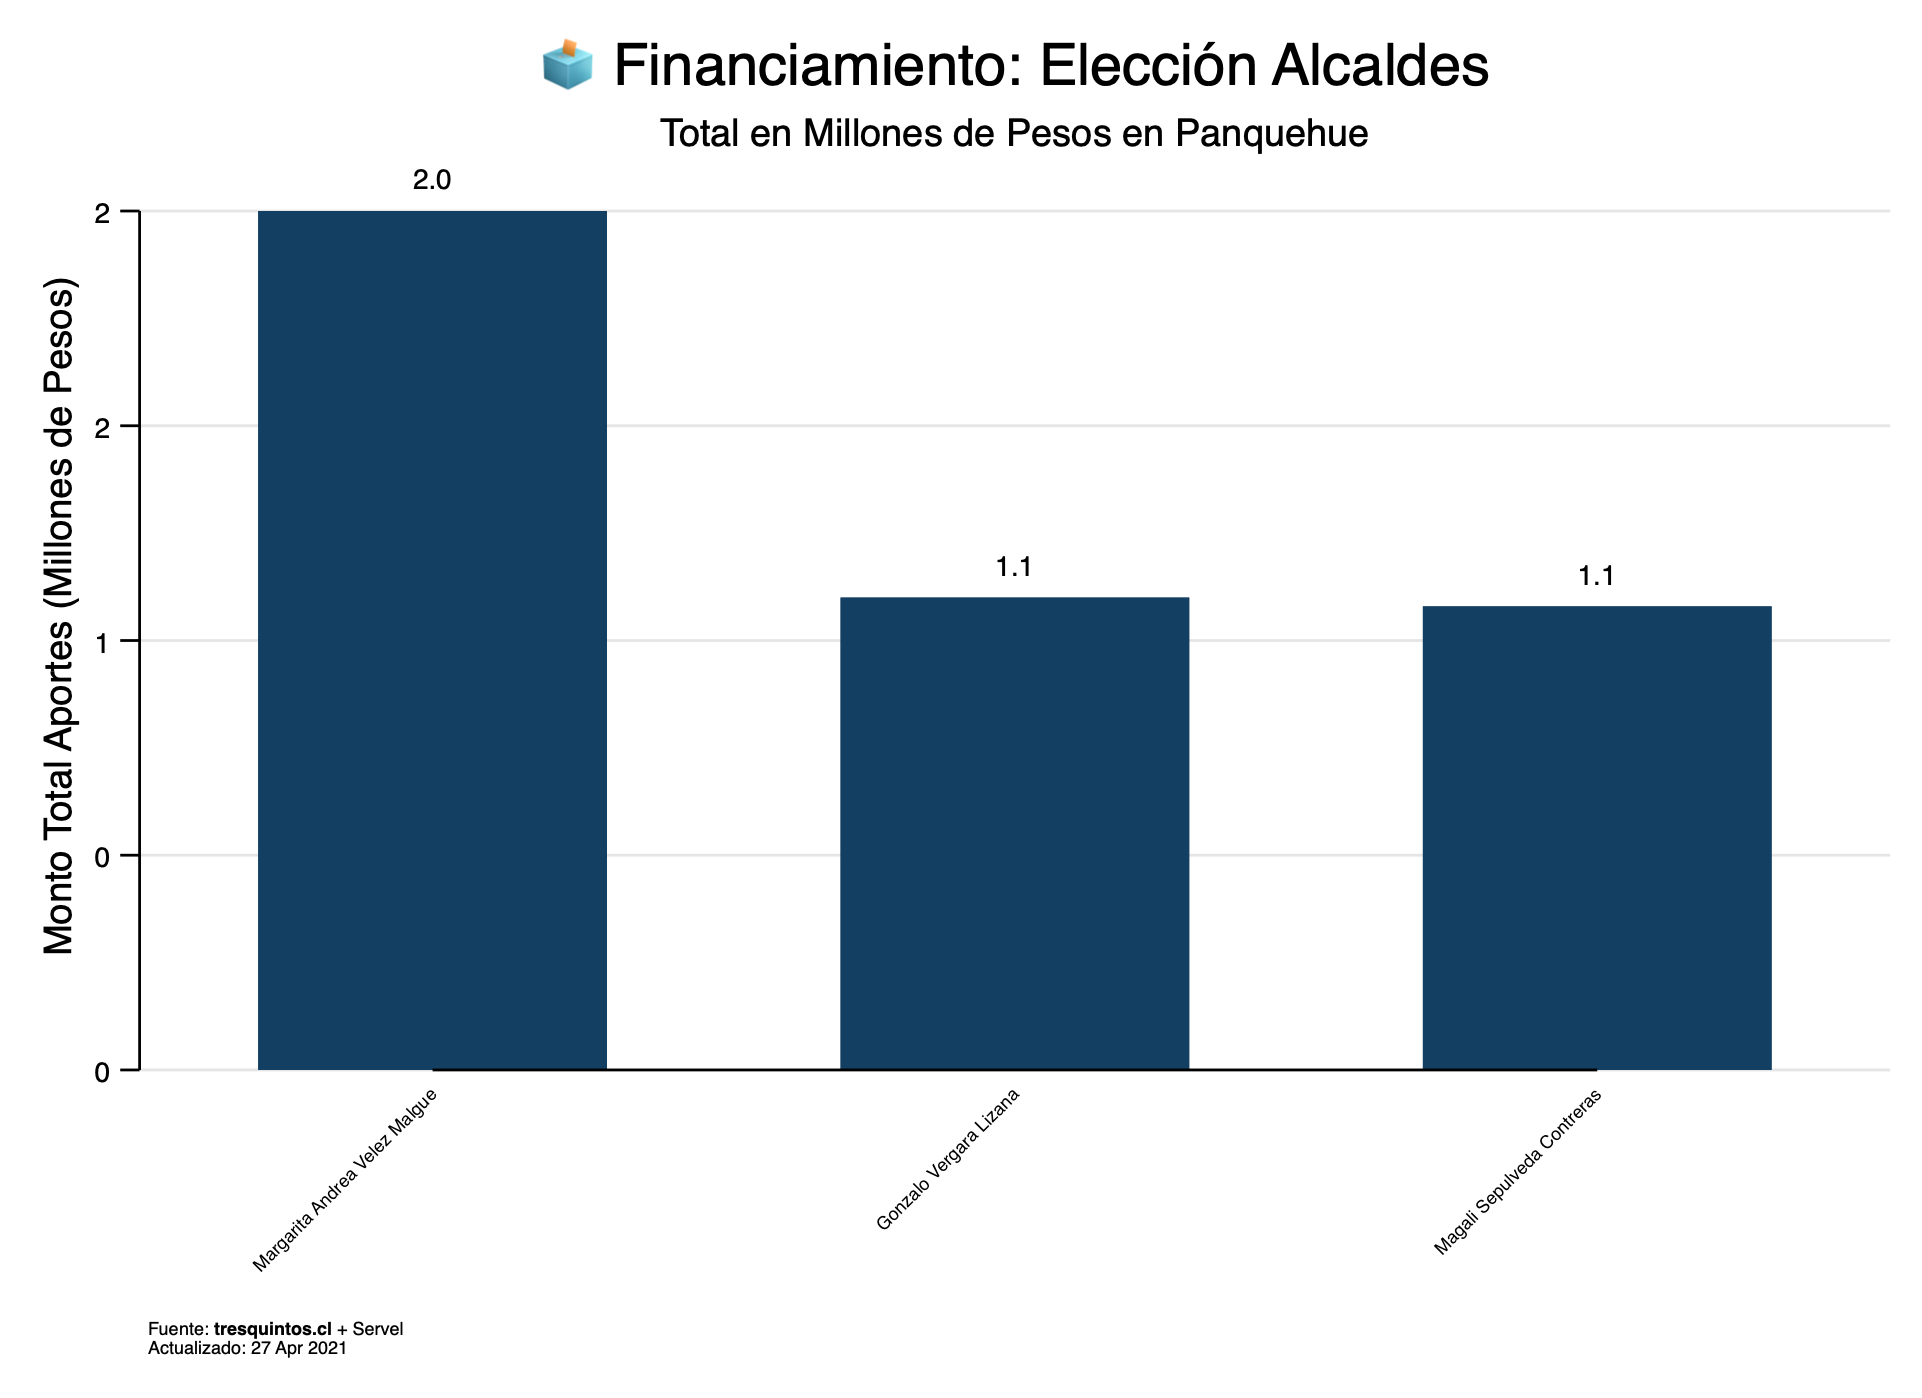 Financiamiento: Elección Alcaldes
Total en Millones de Pesos en Panquehue
Monto Total Aportes (Millones de Pesos)
2
2
1
0
0
2.0
1.1
1.1
Margarita Andrea Velez Malgue
Gonzalo Vergara Lizana
Magali Sepulveda Contreras
Fuente: tresquintos.cl + Servel
Actualizado: 27 Apr 2021